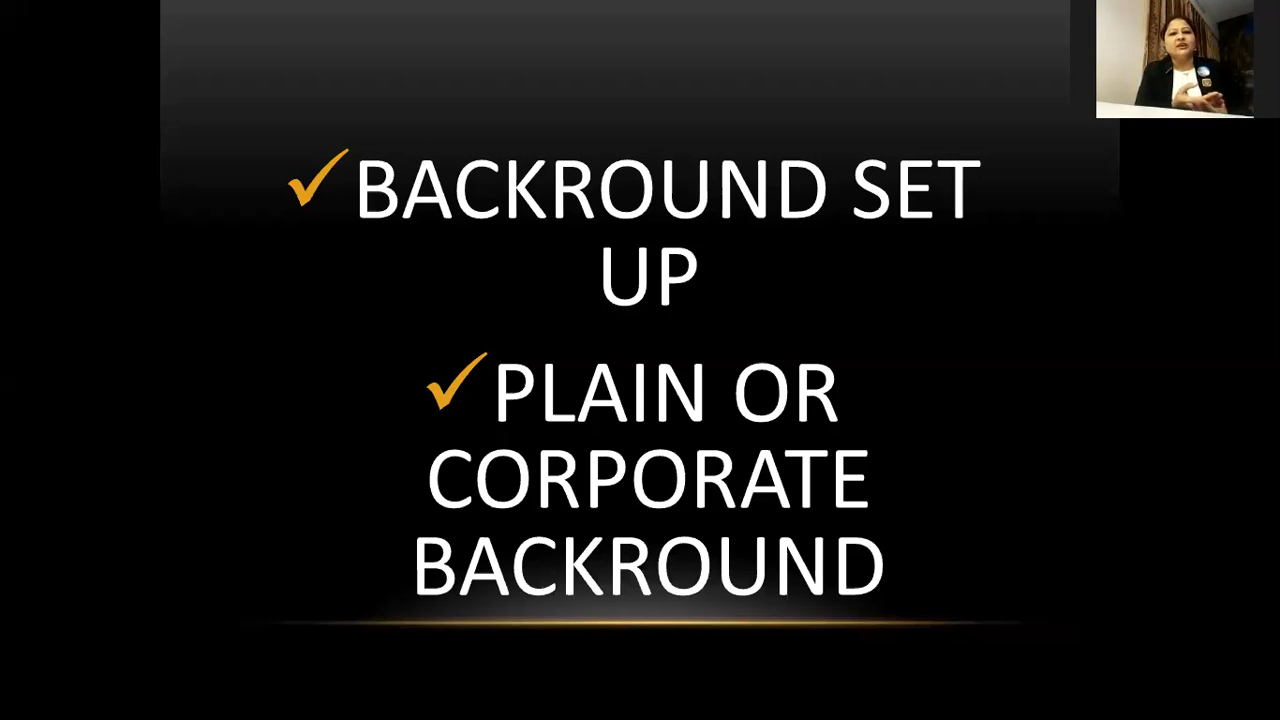 BACKROUND SET
UP
PLAIN OR
CORPORATE
BACKROUND